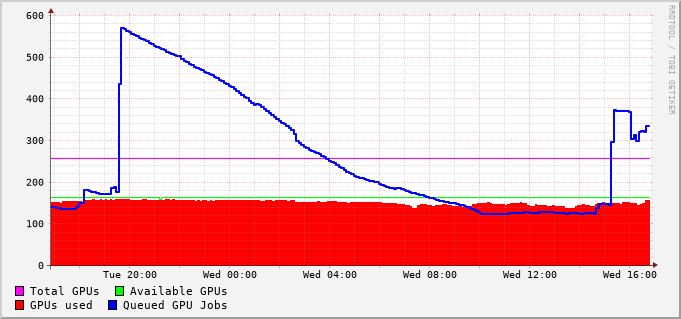 600
500
400
300
200
100
0
Tue 20:00 Wed 00:00 Wed 04:00 Wed 08:00 Wed 12:00 Wed 16:00
Total GPUs Available GPUs
GPUs used Queued GPU Jobs
RRDTOOL / TOBI OETIKER